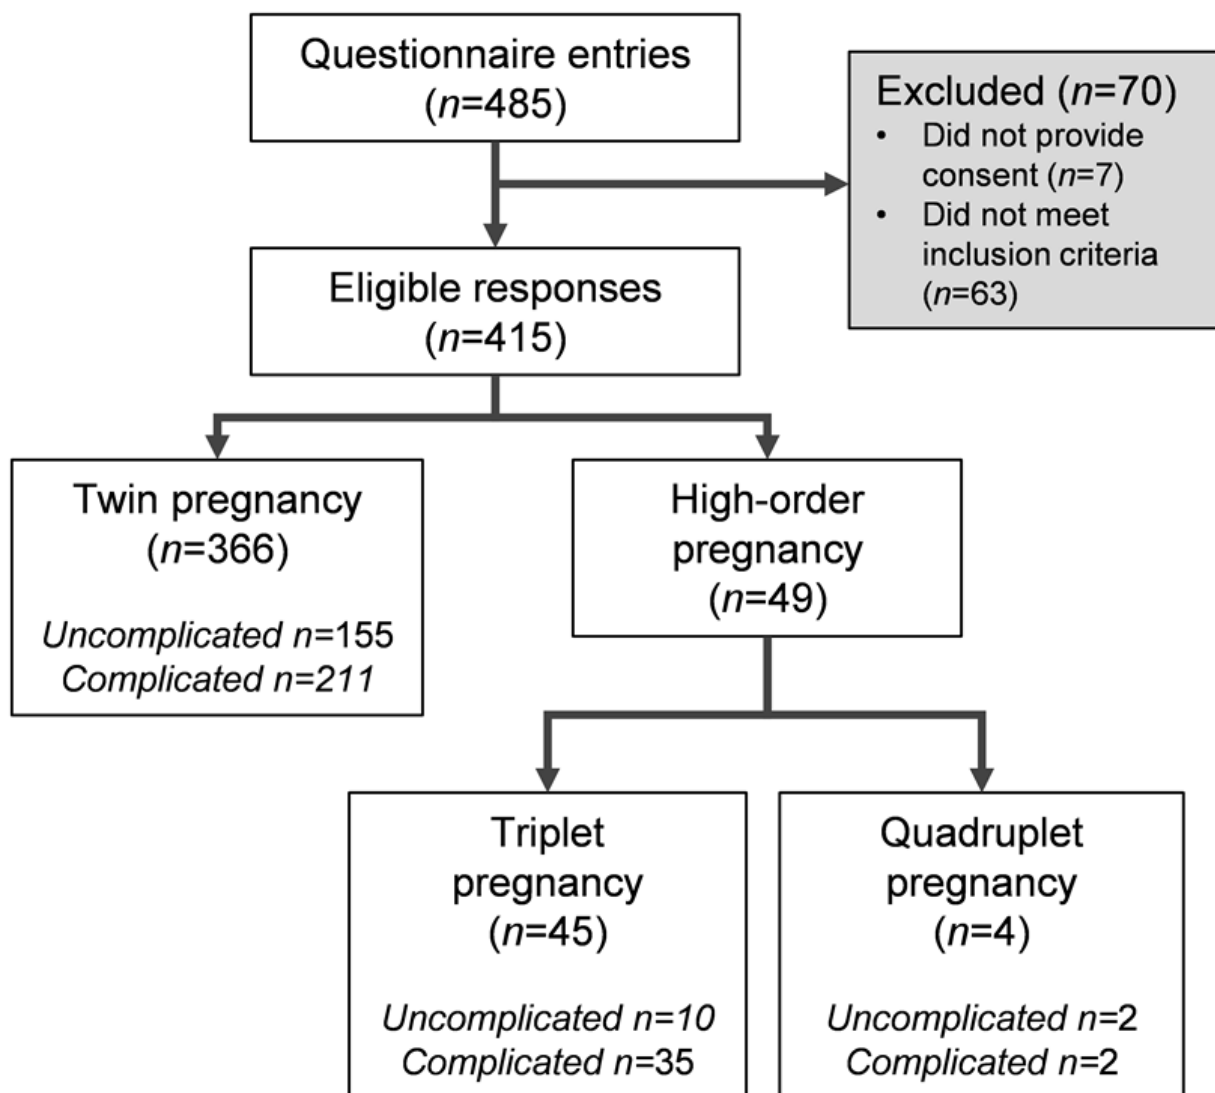 Questionnaire entries
(n=485)
Excluded (n=70)
• Did not provide
consent (n=7)
• Did not meet
inclusion criteria
(n=63)
Eligible responses
(n=415)
Twin pregnancy
(n=366)
Uncomplicated n=155
Complicated n=211
High-order
pregnancy
(n=49)
Triplet
pregnancy
(n=45)
Uncomplicated n=10
Complicated n=35
Quadruplet
pregnancy
(n=4)
Uncomplicated n=2
Complicated n=2